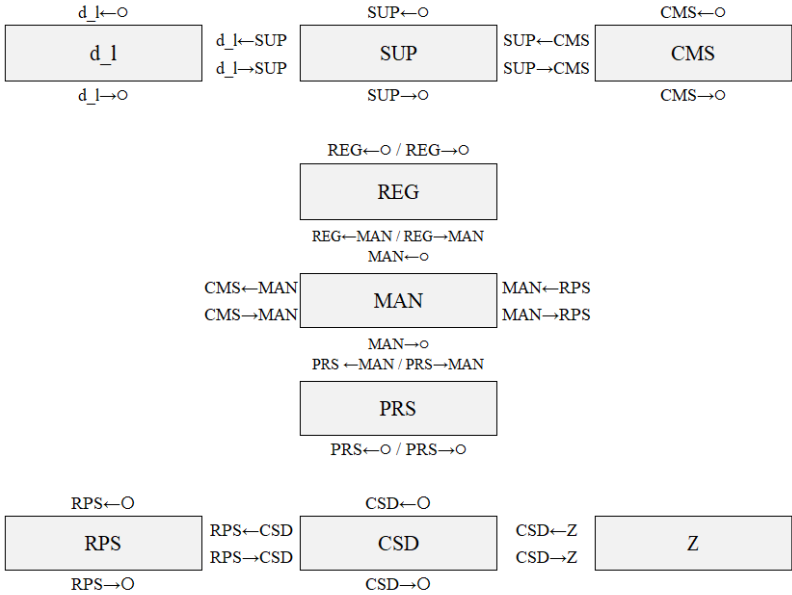 d_l←○ SUP←○ CMS←○
d_l d_l←SUP SUP SUP←CMS CMS
d_l→SUP SUP→CMS
d_l→○ SUP→○ CMS→○
REG←○ / REG→○
REG
REG←MAN / REG→MAN
MAN←○
CMS←MAN MAN MAN←RPS
CMS→MAN MAN→RPS
MAN→○
PRS ←MAN / PRS→MAN
PRS
PRS←○ / PRS→○
RPS←○ CSD←○
RPS RPS←CSD CSD CSD←Z Z
RPS→CSD CSD→Z
RPS→○ CSD→○